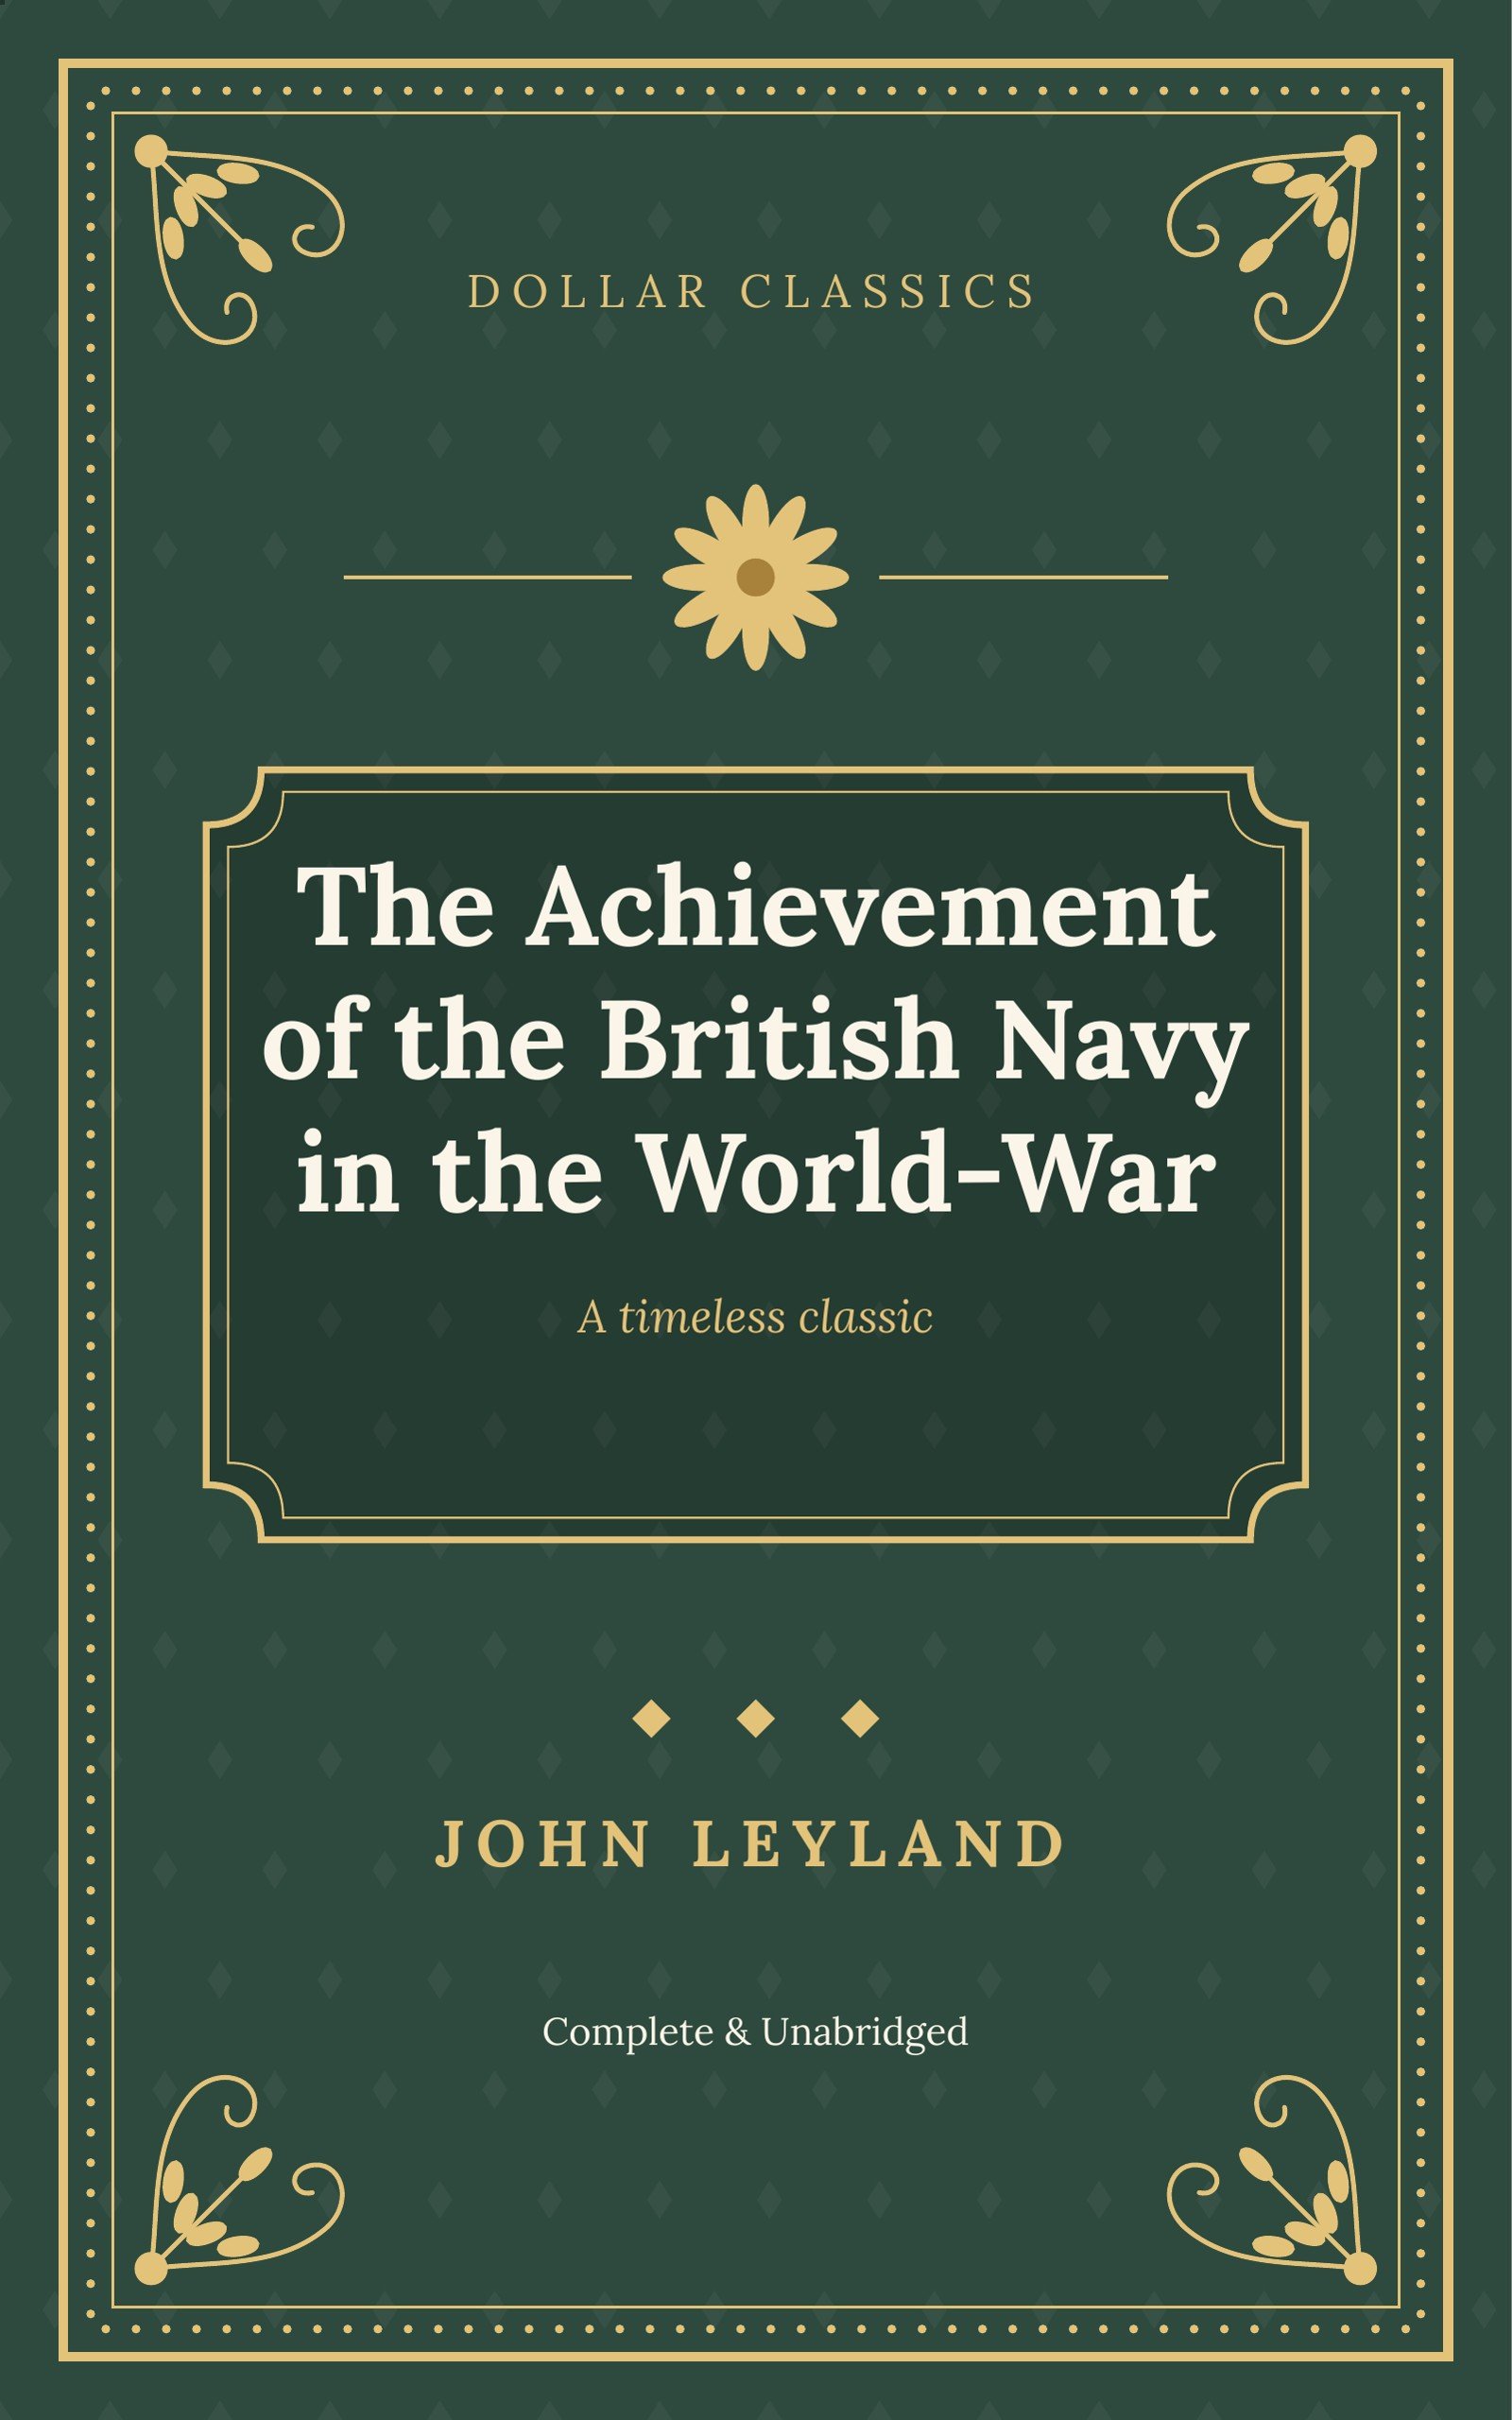 DOLLAR CLASSICS
The Achievement
of the British Navy
in the World-War
A timeless classic
JOHN LEYLAND
Complete & Unabridged